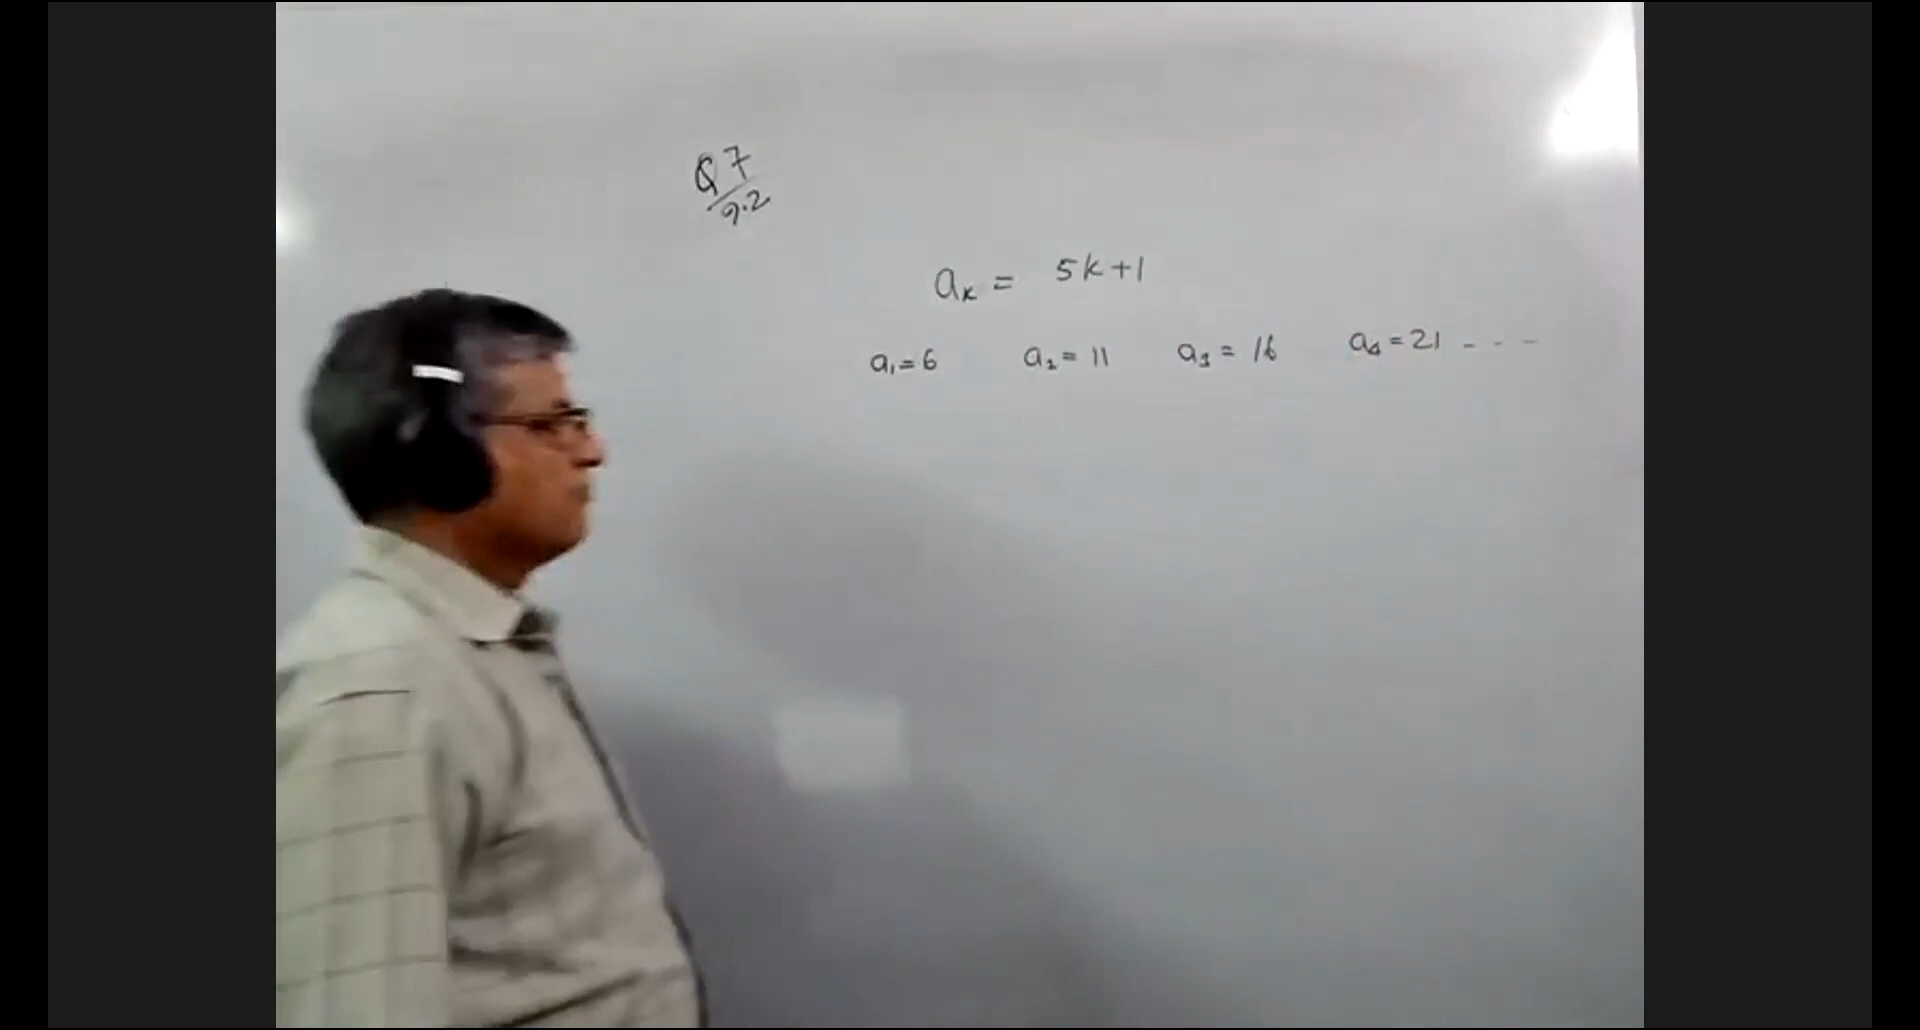 Q7
9.2
aₖ = 5k+1
a₁=6 a₂= 11 a₃= 16 a₄=21 - - -